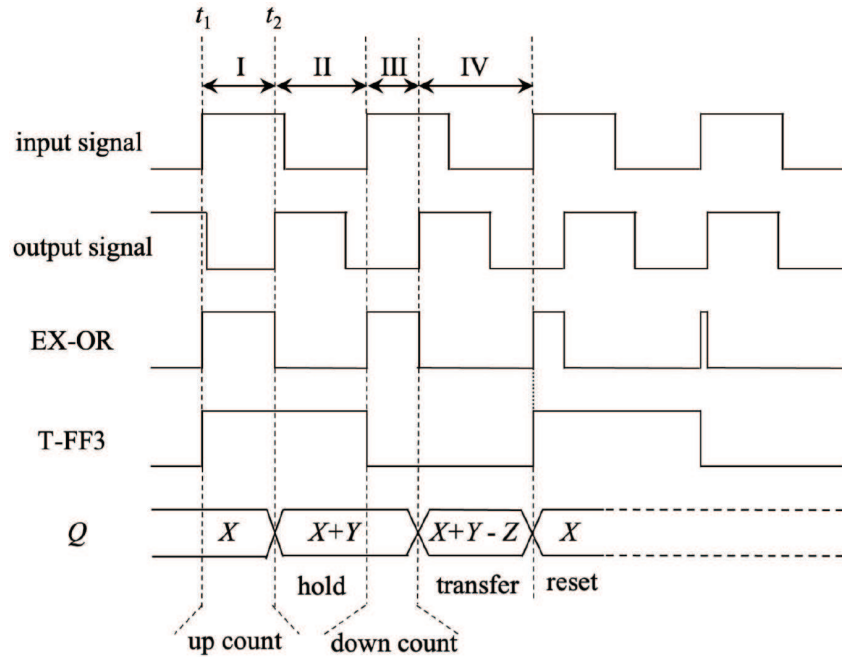 t₁ t₂
I II III IV
input signal
output signal
EX-OR
T-FF3
Q X X+Y X+Y - Z X
hold transfer reset
up count down count